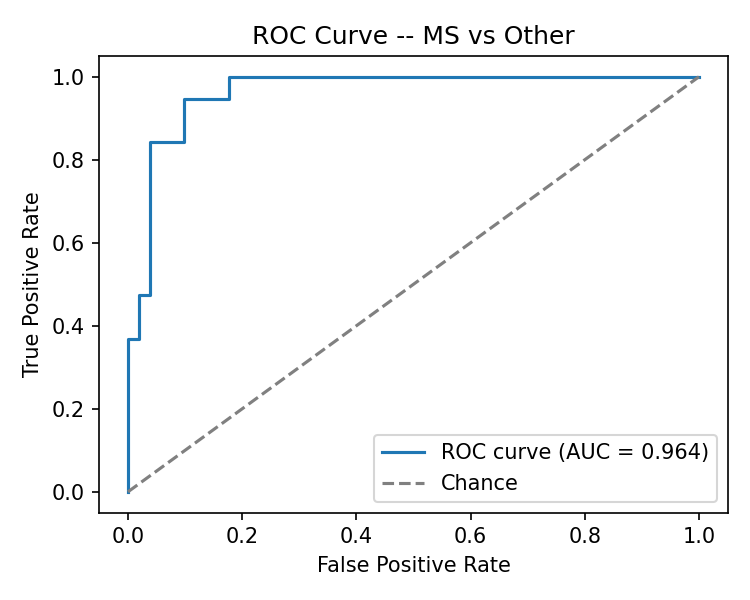 ROC Curve -- MS vs Other
True Positive Rate
1.0
0.8
0.6
0.4
0.2
0.0
ROC curve (AUC = 0.964)
Chance
0.0 0.2 0.4 0.6 0.8 1.0
False Positive Rate